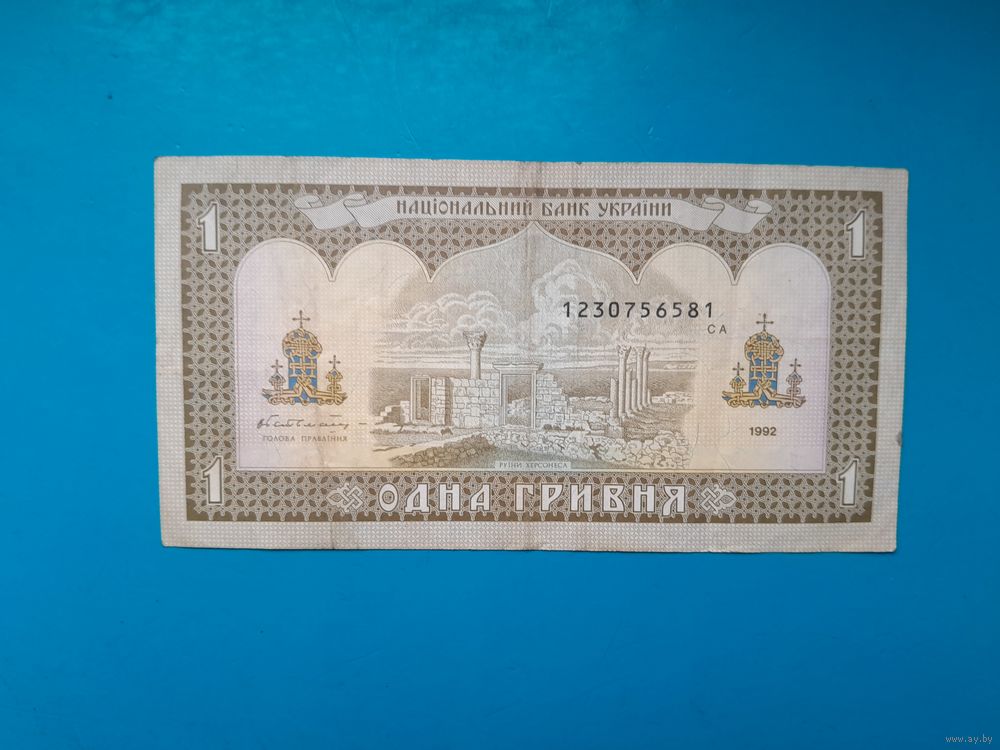 НАЦІОНАЛЬНИЙ БАНК УКРАЇНИ
1 1
1230756581
СА
1992
ГОЛОВА ПРАВЛІННЯ
РУЇНИ ХЕРСОНЕСА
1 ОДНА ГРИВНЯ 1
www.ay.by